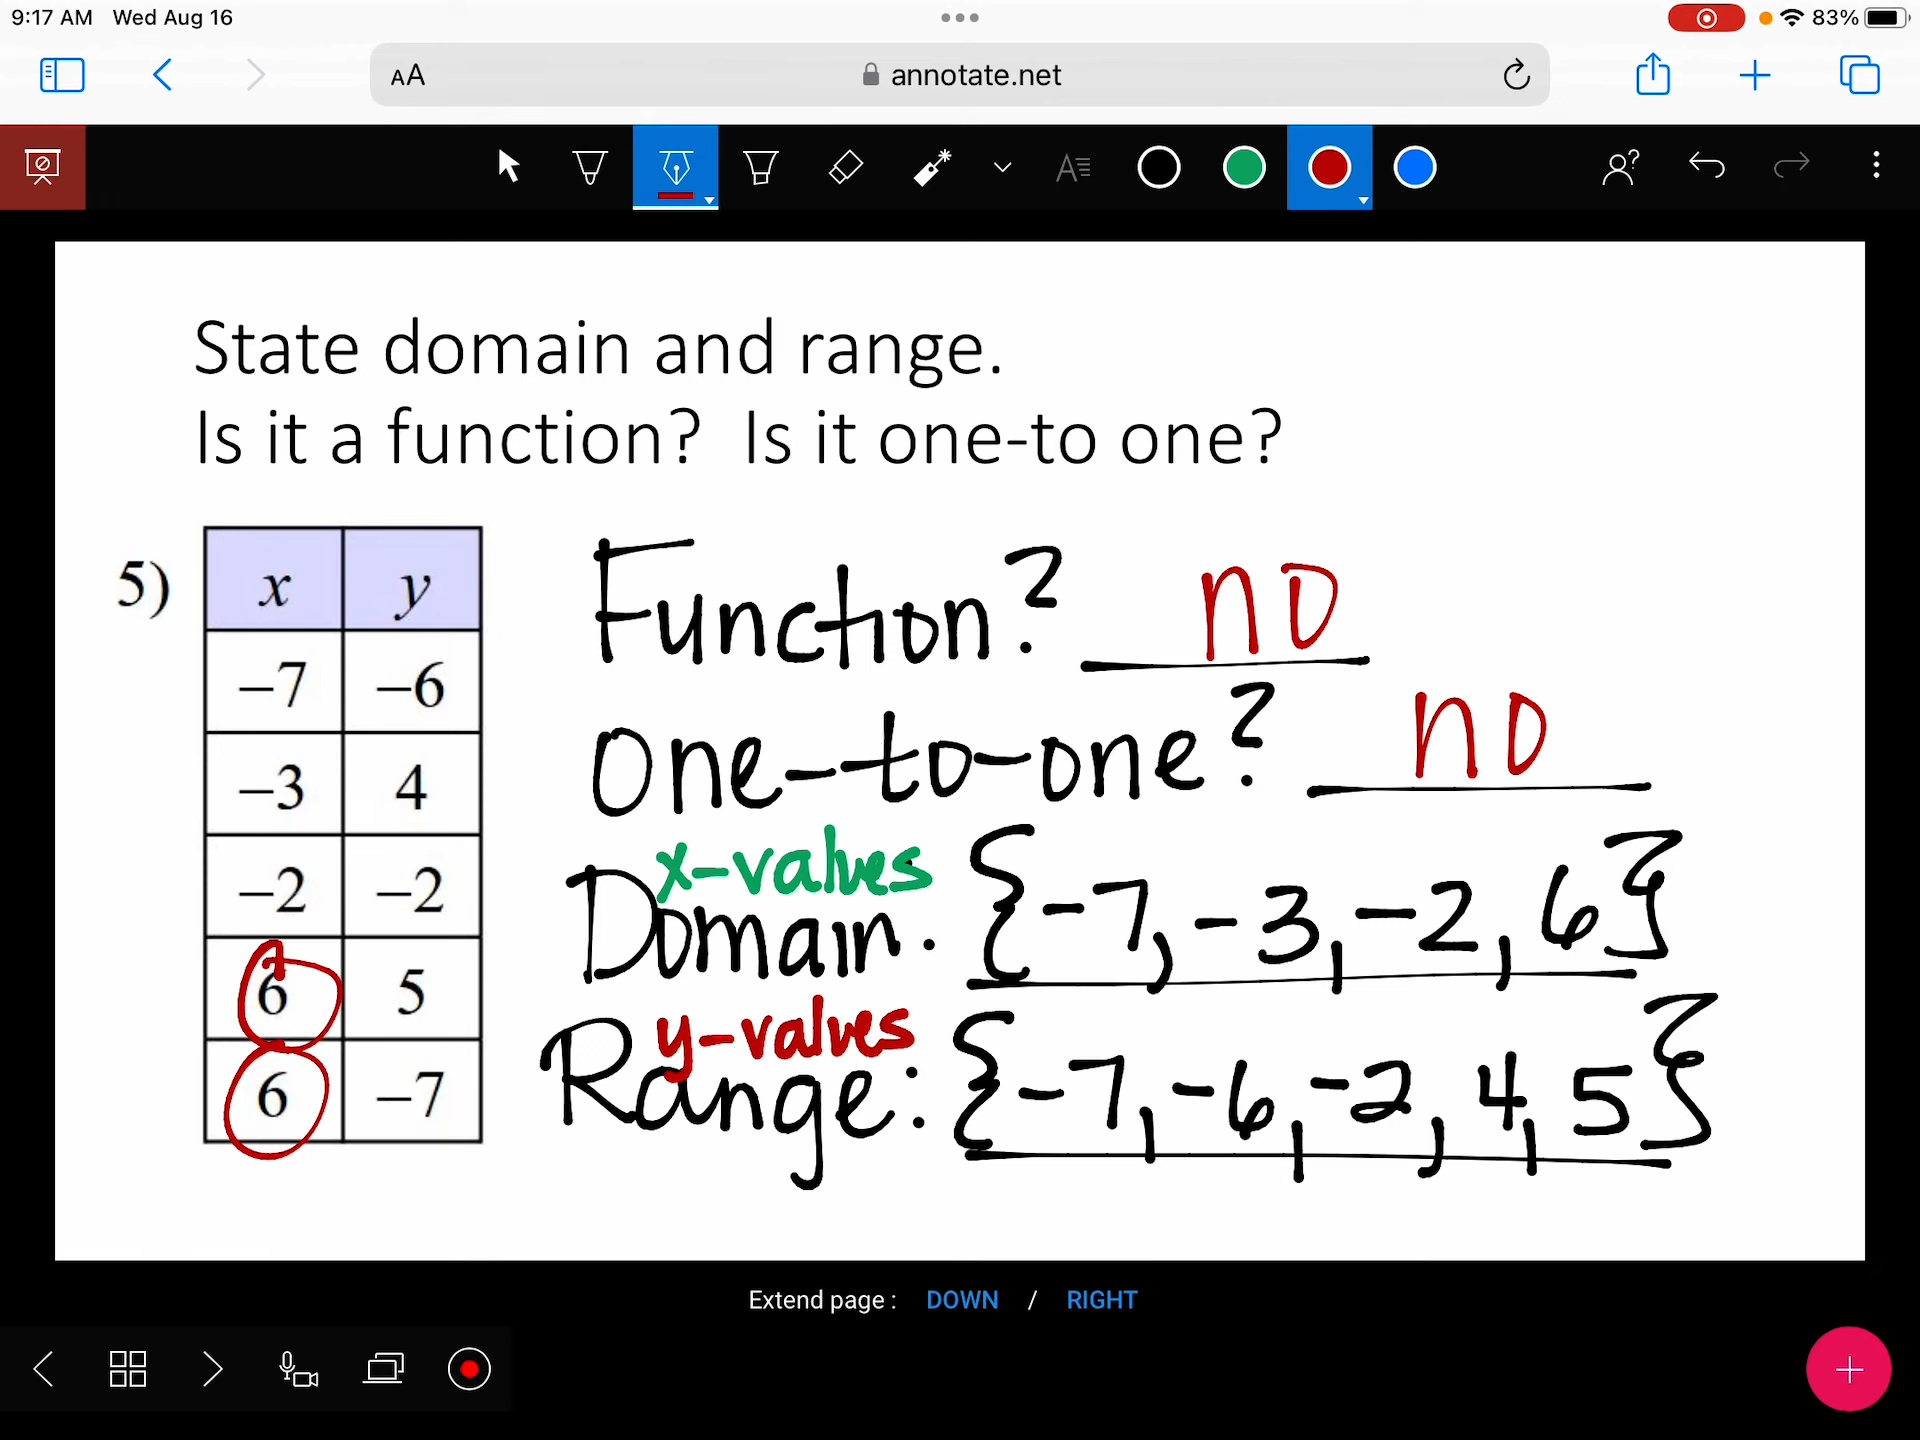 9:17 AM Wed Aug 16
83%
AA annotate.net
State domain and range.
Is it a function? Is it one-to one?
5)
x y
−7 −6
−3 4
−2 −2
6 5
6 −7
Function? no
one-to-one? no
x-values
Domain: {-7, -3, -2, 6}
y-values
Range: {-7, -6, -2, 4, 5}
Extend page : DOWN / RIGHT